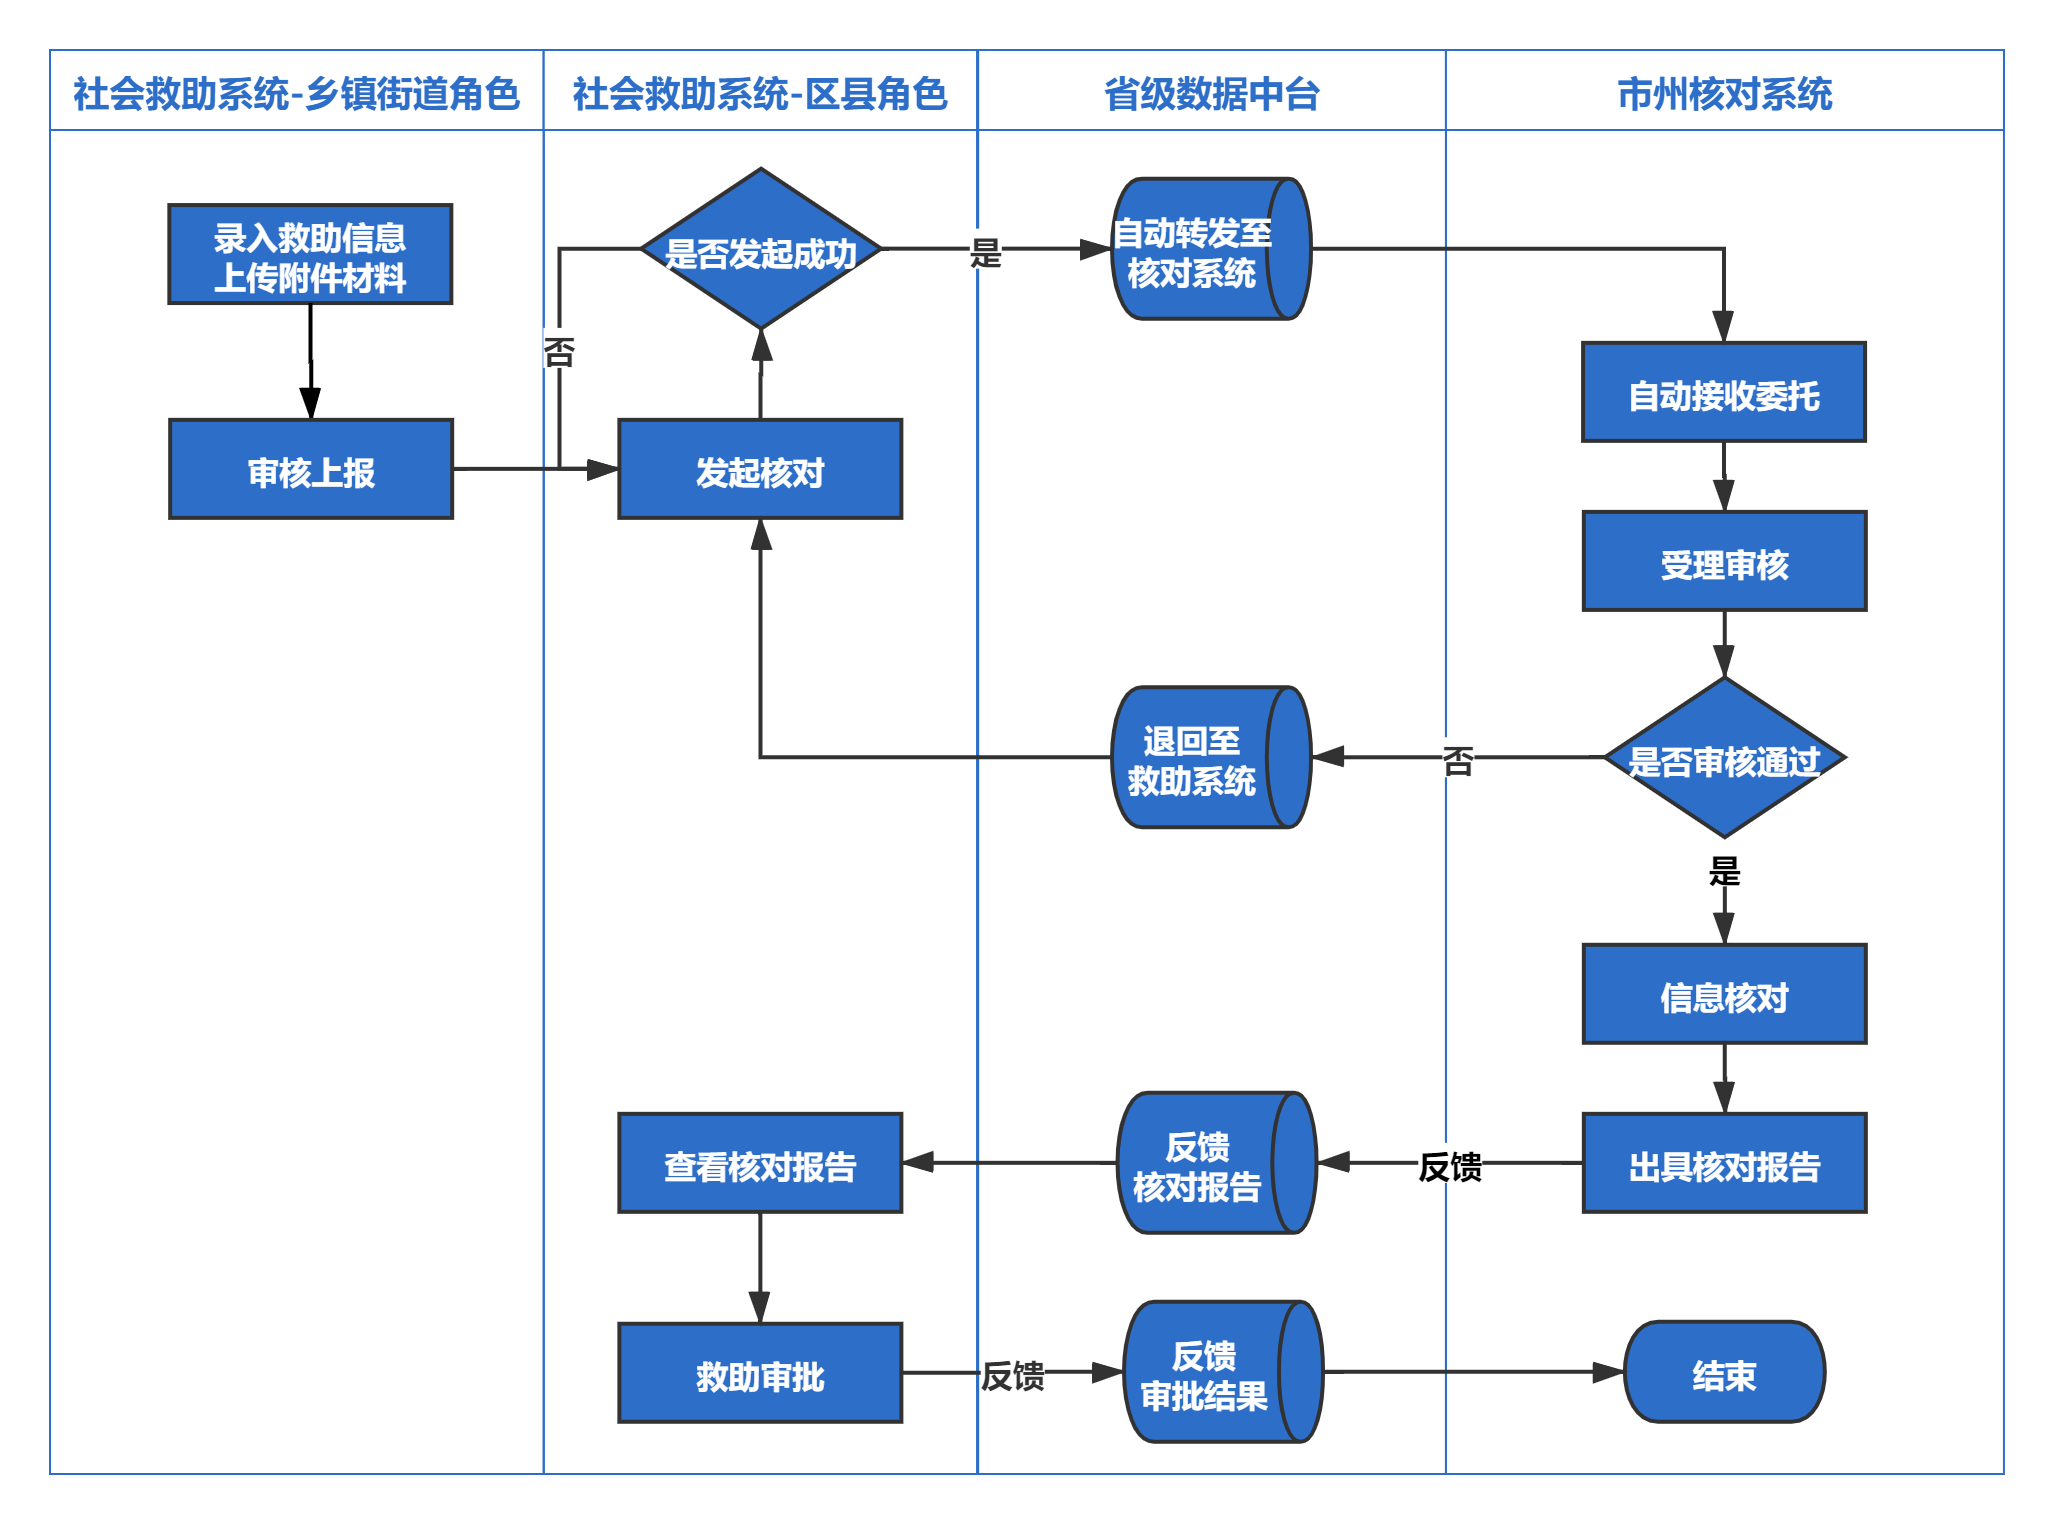 社会救助系统-乡镇街道角色
社会救助系统-区县角色
省级数据中台
市州核对系统
录入救助信息
上传附件材料
是否发起成功
是
自动转发至
核对系统
否
自动接收委托
审核上报
发起核对
受理审核
退回至
救助系统
否
是否审核通过
是
信息核对
查看核对报告
反馈
核对报告
反馈
出具核对报告
救助审批
反馈
反馈
审批结果
结束